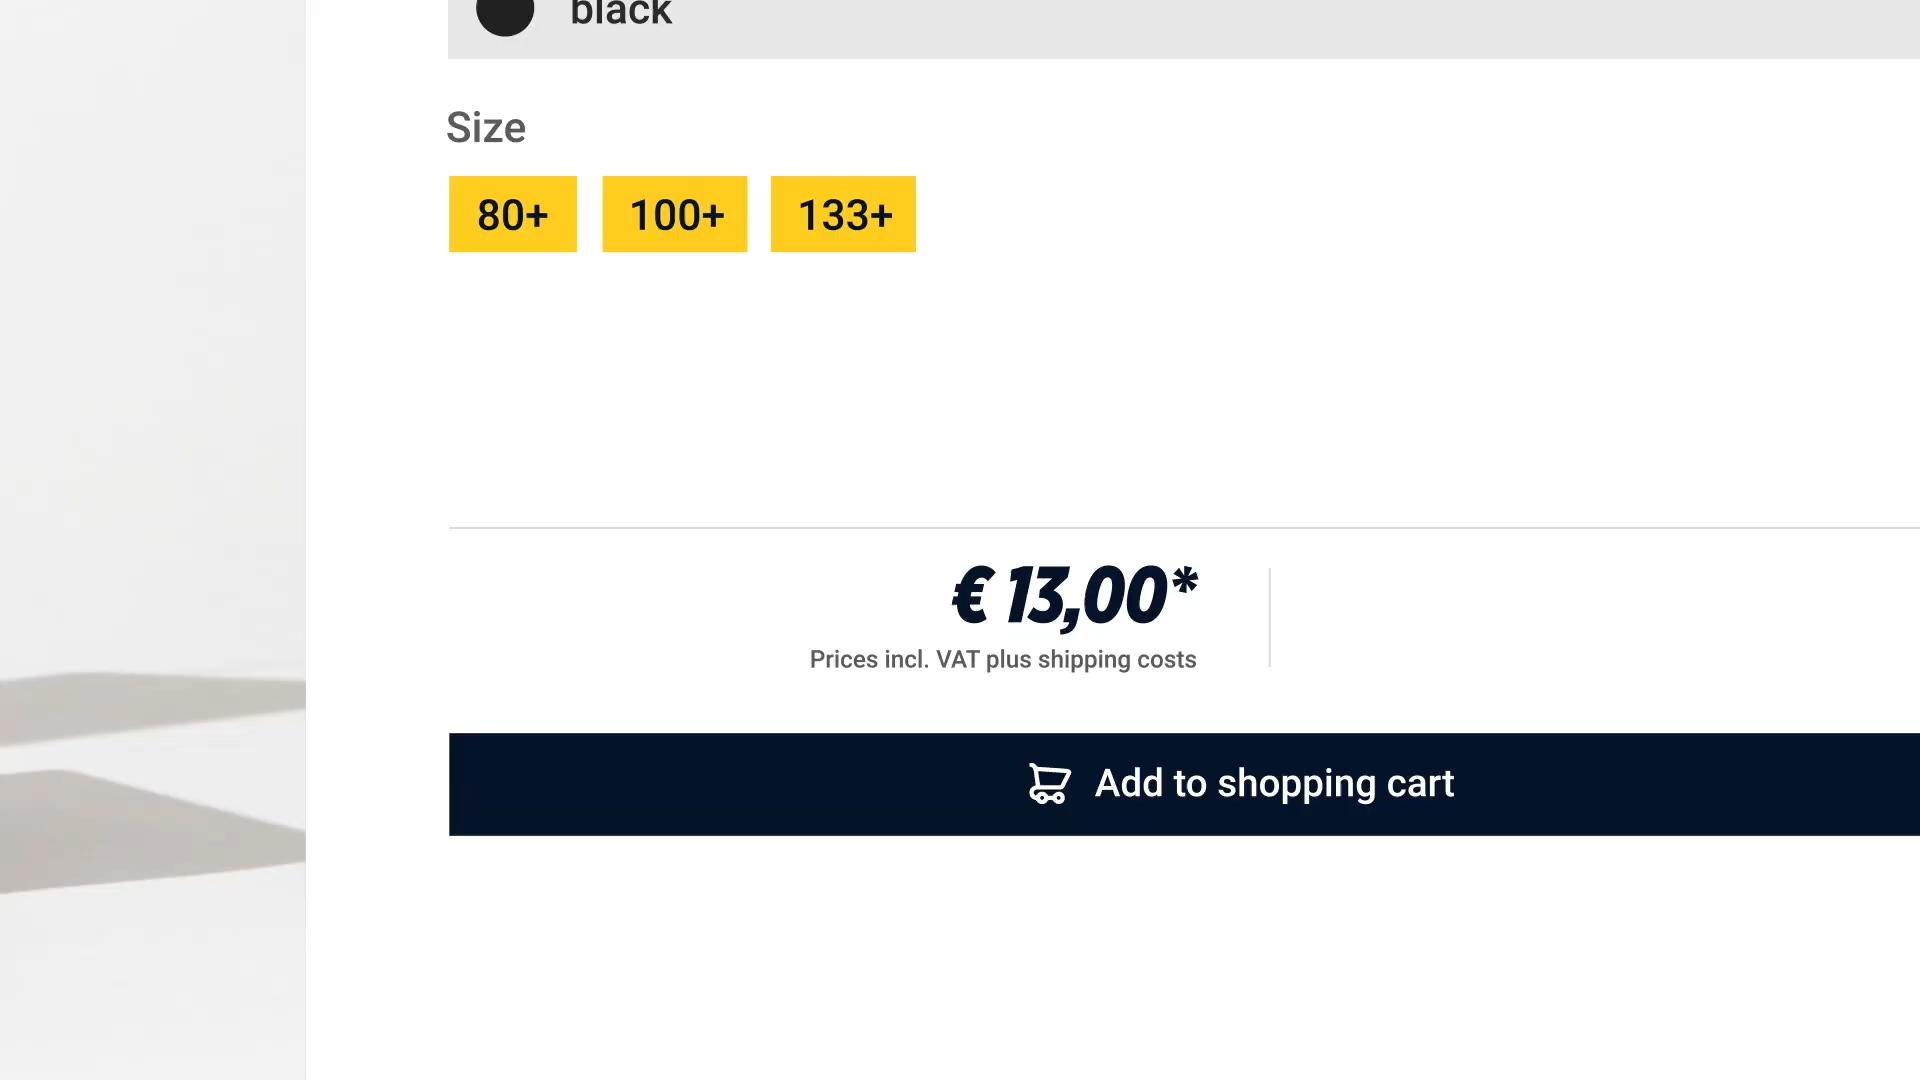 black
Size
80+ 100+ 133+
€ 13,00*
Prices incl. VAT plus shipping costs
Add to shopping cart